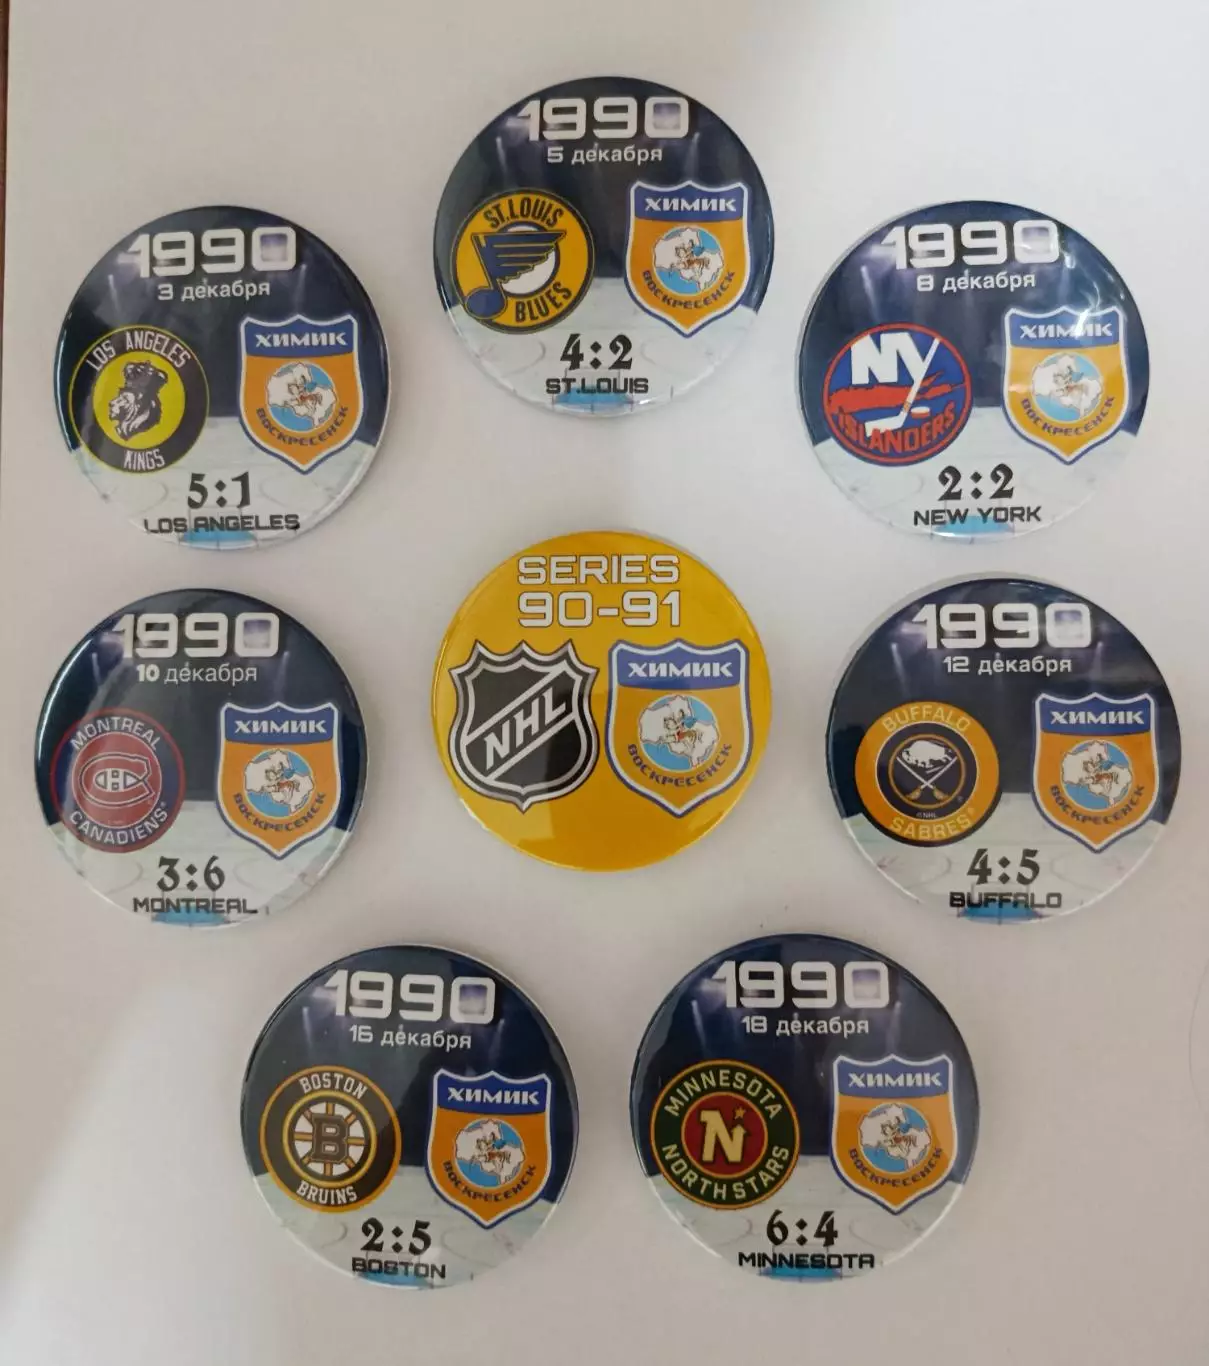 1990
5 декабря
ST.LOUIS
BLUES
ХИМИК
ВОСКРЕСЕНСК
4:2
ST.LOUIS
1990
3 декабря
LOS ANGELES
KINGS
ХИМИК
ВОСКРЕСЕНСК
5:1
LOS ANGELES
1990
8 декабря
NY
ISLANDERS
ХИМИК
ВОСКРЕСЕНСК
2:2
NEW YORK
SERIES
90-91
NHL
ХИМИК
ВОСКРЕСЕНСК
1990
10 декабря
MONTREAL
CANADIENS
ХИМИК
ВОСКРЕСЕНСК
3:6
MONTREAL
1990
12 декабря
BUFFALO
©NHL
SABRES
ХИМИК
ВОСКРЕСЕНСК
4:5
BUFFALO
1990
16 декабря
BOSTON
B
BRUINS
ХИМИК
ВОСКРЕСЕНСК
2:5
BOSTON
1990
18 декабря
MINNESOTA
N
NORTH STARS
ХИМИК
ВОСКРЕСЕНСК
6:4
MINNESOTA